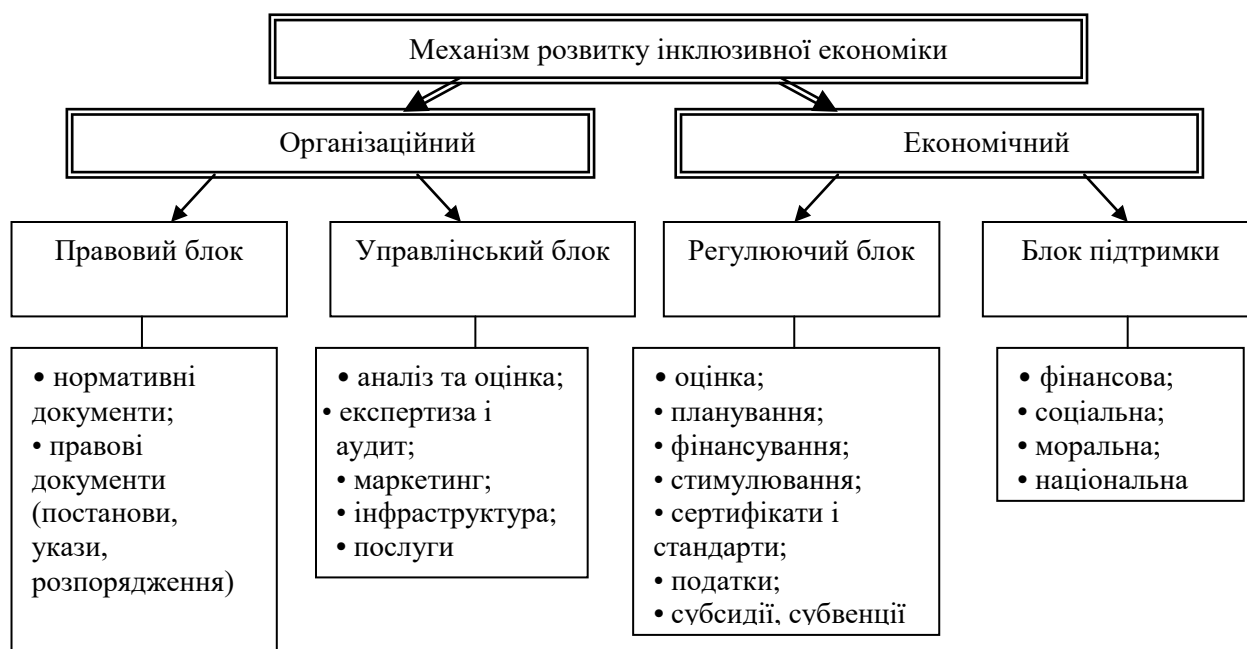 Механізм розвитку інклюзивної економіки
Організаційний
Економічний
Правовий блок
Управлінський блок
Регулюючий блок
Блок підтримки
• нормативні
документи;
• правові
документи
(постанови,
укази,
розпорядження)
• аналіз та оцінка;
• експертиза і
аудит;
• маркетинг;
• інфраструктура;
• послуги
• оцінка;
• планування;
• фінансування;
• стимулювання;
• сертифікати і
стандарти;
• податки;
• субсидії, субвенції
• фінансова;
• соціальна;
• моральна;
• національна